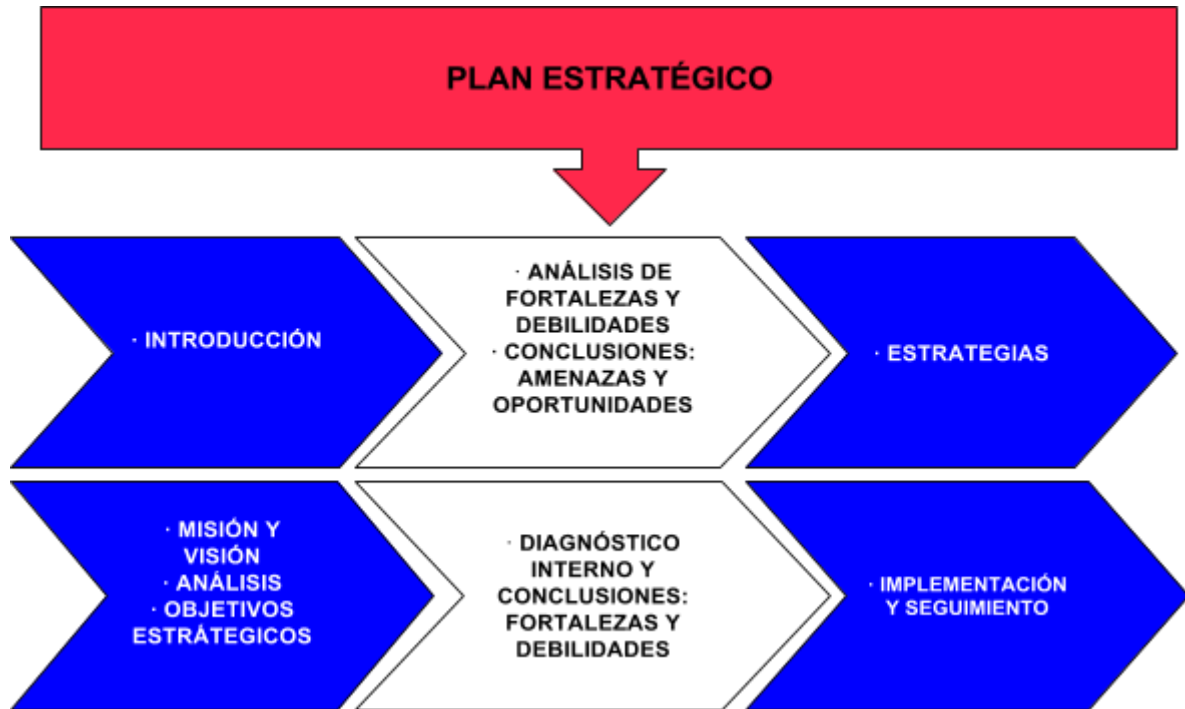 PLAN ESTRATÉGICO
· INTRODUCCIÓN
· ANÁLISIS DE
FORTALEZAS Y
DEBILIDADES
· CONCLUSIONES:
AMENAZAS Y
OPORTUNIDADES
· ESTRATEGIAS
· MISIÓN Y
VISIÓN
· ANÁLISIS
· OBJETIVOS
ESTRÁTEGICOS
· DIAGNÓSTICO
INTERNO Y
CONCLUSIONES:
FORTALEZAS Y
DEBILIDADES
· IMPLEMENTACIÓN
Y SEGUIMIENTO